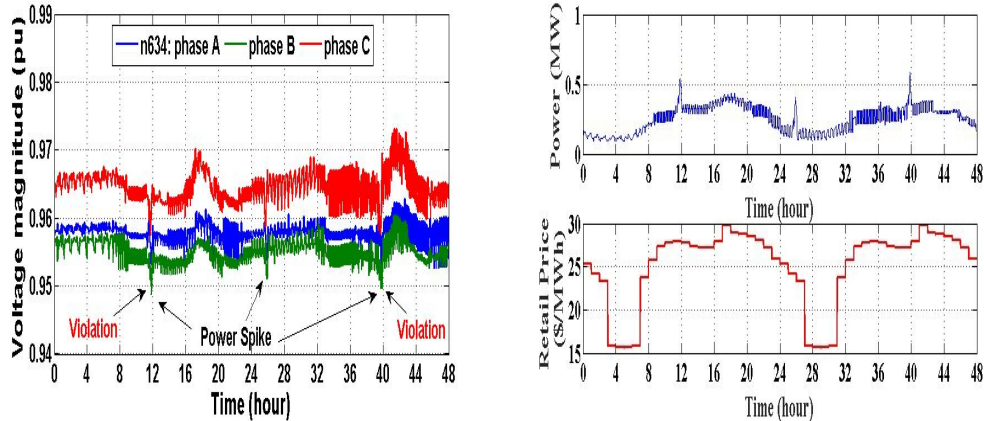 Voltage magnitude (pu)
0.99
0.98
0.97
0.96
0.95
0.94
n634: phase A
phase B
phase C
Violation
Power Spike
Violation
0 4 8 12 16 20 24 28 32 36 40 44 48
Time (hour)
Power (MW)
1
0.5
0
0 4 8 12 16 20 24 28 32 36 40 44 48
Time (hour)
Retail Price
($/MWh)
30
25
20
15
0 4 8 12 16 20 24 28 32 36 40 44 48
Time (hour)